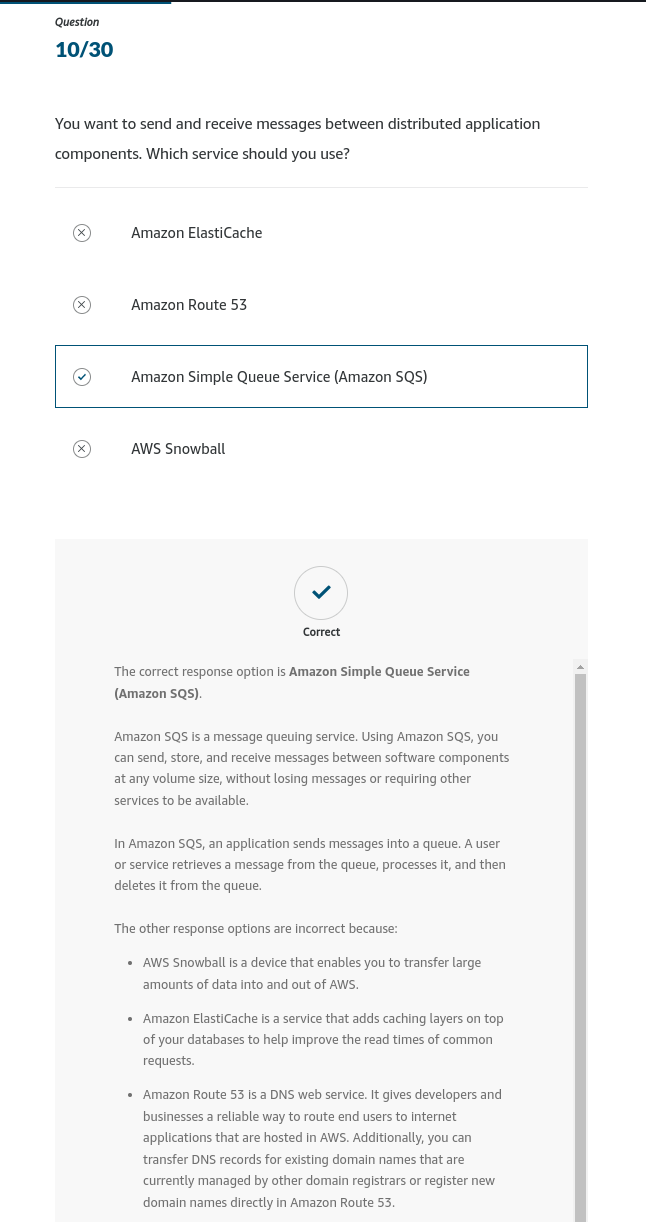 Question
10/30
You want to send and receive messages between distributed application
components. Which service should you use?
Amazon ElastiCache
Amazon Route 53
Amazon Simple Queue Service (Amazon SQS)
AWS Snowball
Correct
The correct response option is Amazon Simple Queue Service
(Amazon SQS).
Amazon SQS is a message queuing service. Using Amazon SQS, you
can send, store, and receive messages between software components
at any volume size, without losing messages or requiring other
services to be available.
In Amazon SQS, an application sends messages into a queue. A user
or service retrieves a message from the queue, processes it, and then
deletes it from the queue.
The other response options are incorrect because:
• AWS Snowball is a device that enables you to transfer large
amounts of data into and out of AWS.
• Amazon ElastiCache is a service that adds caching layers on top
of your databases to help improve the read times of common
requests.
• Amazon Route 53 is a DNS web service. It gives developers and
businesses a reliable way to route end users to internet
applications that are hosted in AWS. Additionally, you can
transfer DNS records for existing domain names that are
currently managed by other domain registrars or register new
domain names directly in Amazon Route 53.